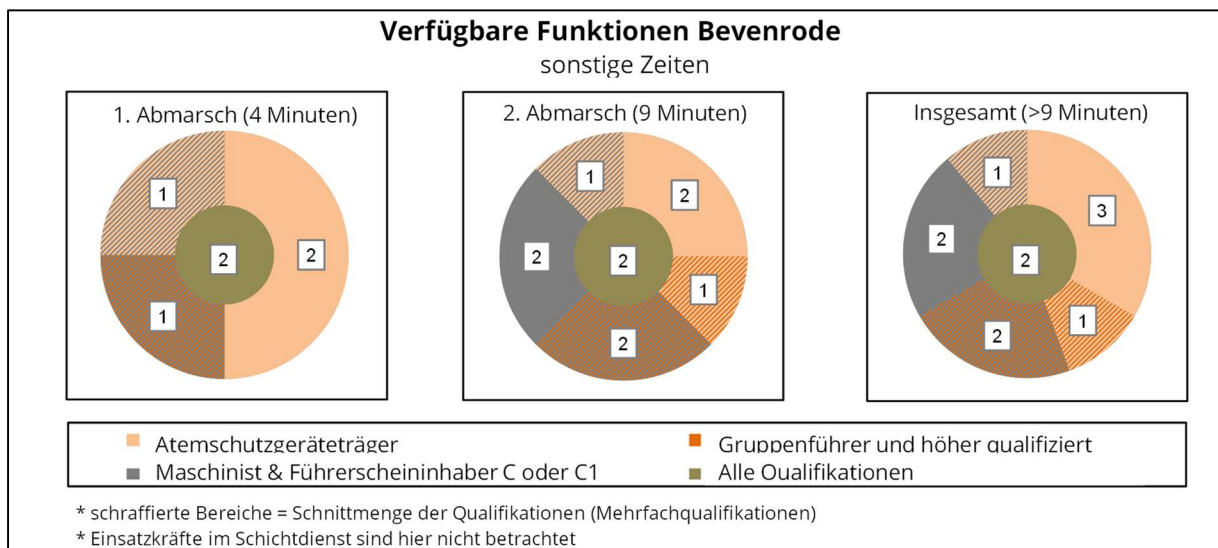 Verfügbare Funktionen Bevenrode
sonstige Zeiten
1. Abmarsch (4 Minuten)
1
2
2
1
2. Abmarsch (9 Minuten)
1
2
2
2
1
2
Insgesamt (>9 Minuten)
1
3
2
2
1
2
Atemschutzgeräteträger
Gruppenführer und höher qualifiziert
Maschinist & Führerscheininhaber C oder C1
Alle Qualifikationen
* schraffierte Bereiche = Schnittmenge der Qualifikationen (Mehrfachqualifikationen)
* Einsatzkräfte im Schichtdienst sind hier nicht betrachtet